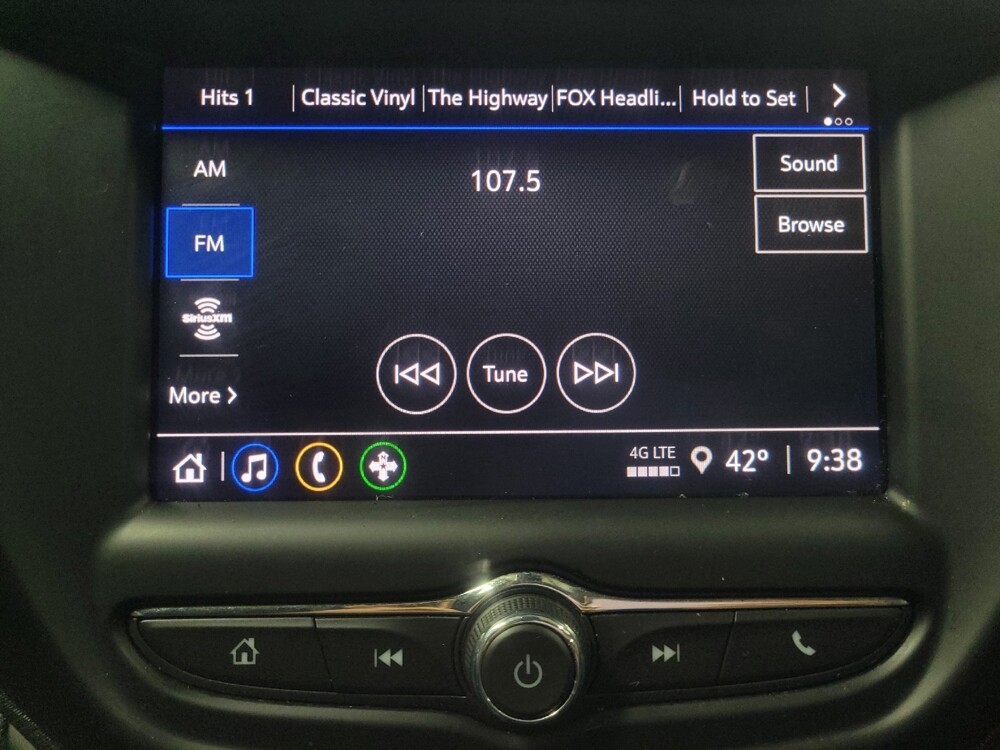 Hits 1 Classic Vinyl The Highway FOX Headli... Hold to Set
AM
107.5
Sound
FM
Browse
SiriusXM
Tune
More
4G LTE
42° 9:38